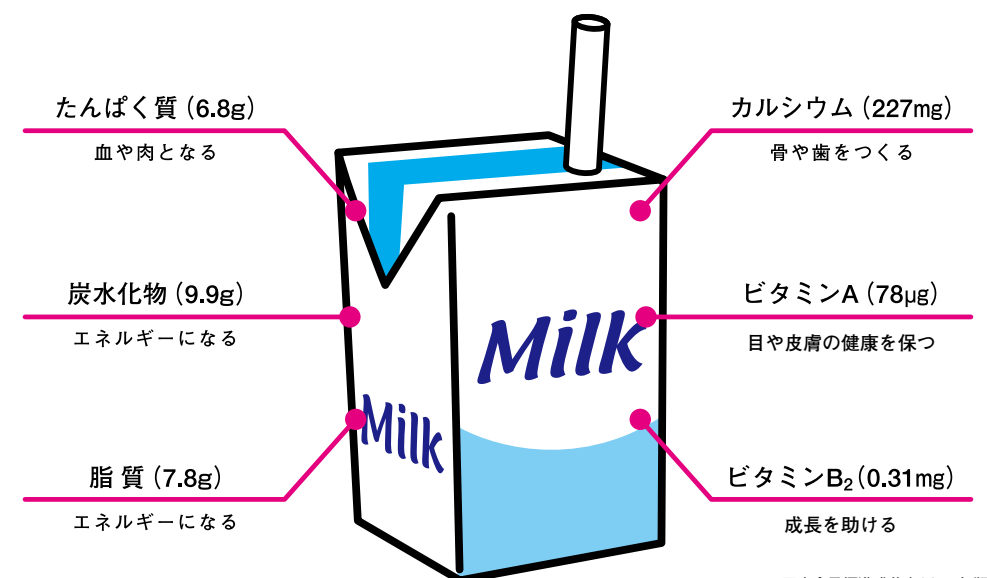 たんぱく質(6.8g)
血や肉となる
炭水化物(9.9g)
エネルギーになる
脂質(7.8g)
エネルギーになる
カルシウム(227mg)
骨や歯をつくる
ビタミンA(78μg)
目や皮膚の健康を保つ
ビタミンB₂(0.31mg)
成長を助ける
Milk
Milk